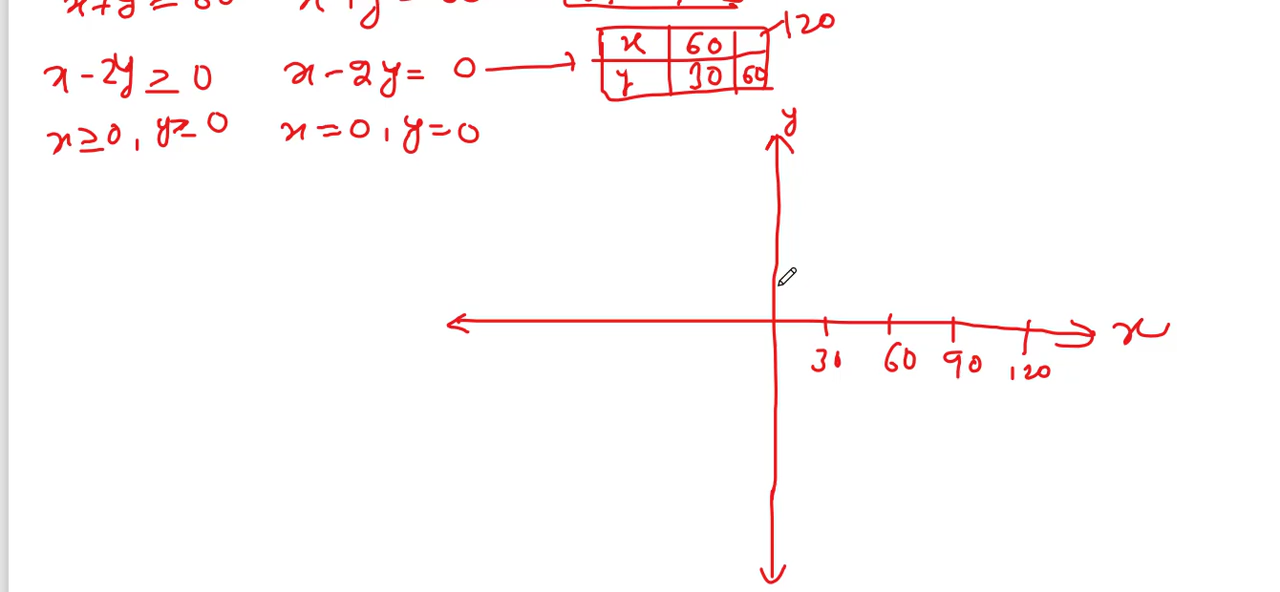 x - 2y ≥ 0 x - 2y = 0 → x 60 120
y 30 60
x ≥ 0, y ≥ 0 x = 0, y = 0
y
x
30 60 90 120